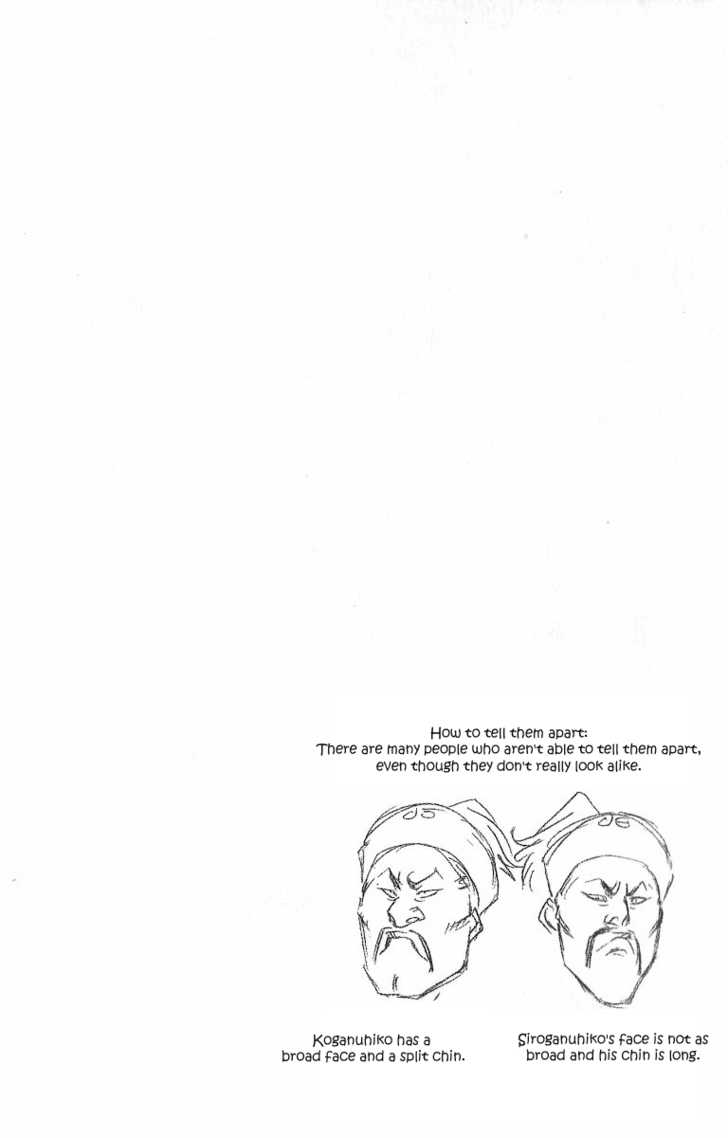 How to tell them apart:
There are many people who aren't able to tell them apart,
even though they don't really look alike.
Koganuhiko has a
broad face and a split chin.
Siroganuhiko's face is not as
broad and his chin is long.